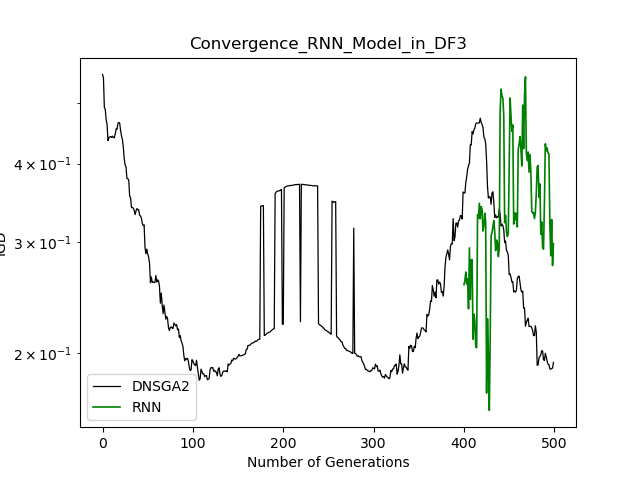 Convergence_RNN_Model_in_DF3
4 × 10⁻¹
3 × 10⁻¹
2 × 10⁻¹
IGD
DNSGA2
RNN
0 100 200 300 400 500
Number of Generations